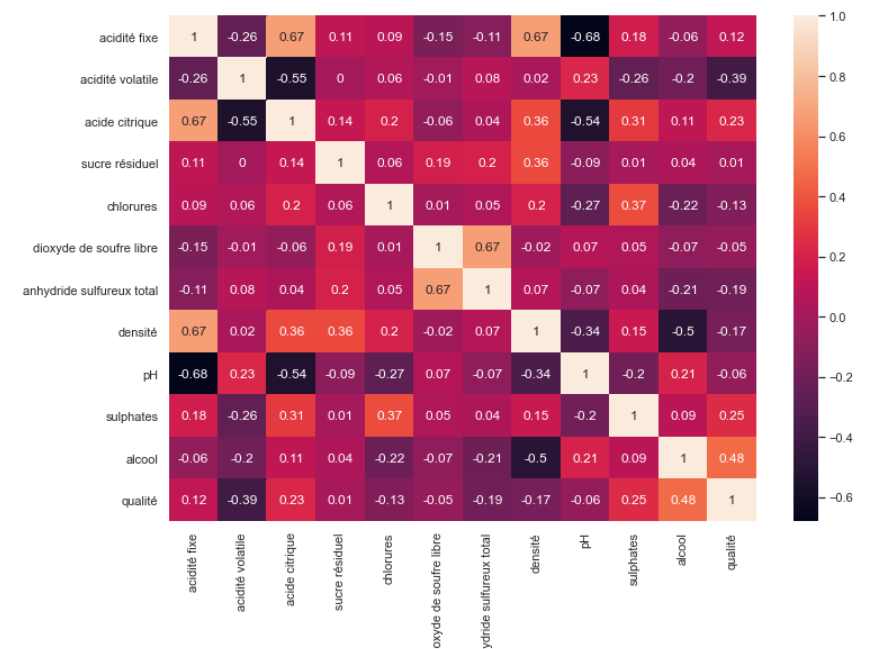 acidité fixe 1 -0.26 0.67 0.11 0.09 -0.15 -0.11 0.67 -0.68 0.18 -0.06 0.12
acidité volatile -0.26 1 -0.55 0 0.06 -0.01 0.08 0.02 0.23 -0.26 -0.2 -0.39
acide citrique 0.67 -0.55 1 0.14 0.2 -0.06 0.04 0.36 -0.54 0.31 0.11 0.23
sucre résiduel 0.11 0 0.14 1 0.06 0.19 0.2 0.36 -0.09 0.01 0.04 0.01
chlorures 0.09 0.06 0.2 0.06 1 0.01 0.05 0.2 -0.27 0.37 -0.22 -0.13
dioxyde de soufre libre -0.15 -0.01 -0.06 0.19 0.01 1 0.67 -0.02 0.07 0.05 -0.07 -0.05
anhydride sulfureux total -0.11 0.08 0.04 0.2 0.05 0.67 1 0.07 -0.07 0.04 -0.21 -0.19
densité 0.67 0.02 0.36 0.36 0.2 -0.02 0.07 1 -0.34 0.15 -0.5 -0.17
pH -0.68 0.23 -0.54 -0.09 -0.27 0.07 -0.07 -0.34 1 -0.2 0.21 -0.06
sulphates 0.18 -0.26 0.31 0.01 0.37 0.05 0.04 0.15 -0.2 1 0.09 0.25
alcool -0.06 -0.2 0.11 0.04 -0.22 -0.07 -0.21 -0.5 0.21 0.09 1 0.48
qualité 0.12 -0.39 0.23 0.01 -0.13 -0.05 -0.19 -0.17 -0.06 0.25 0.48 1
acidité fixe
acidité volatile
acide citrique
sucre résiduel
chlorures
oxyde de soufre libre
ydride sulfureux total
densité
pH
sulphates
alcool
qualité
1.0
0.8
0.6
0.4
0.2
0.0
−0.2
−0.4
−0.6